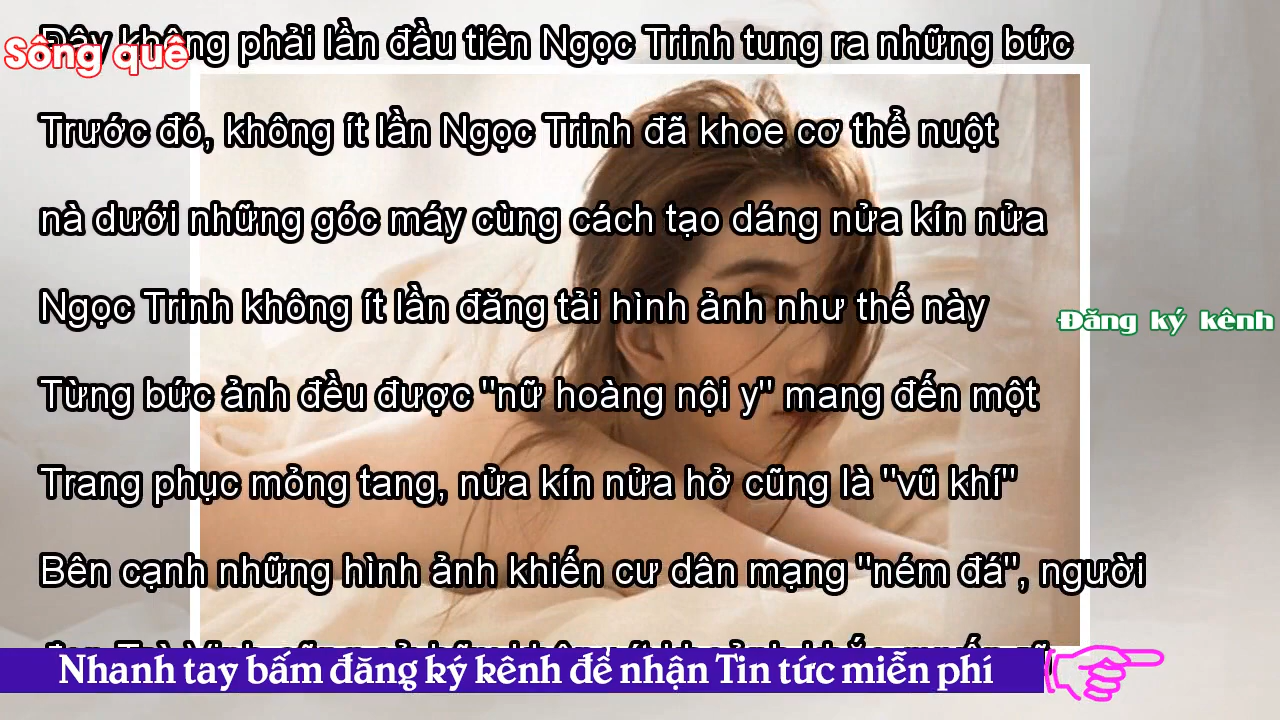 Đây không phải lần đầu tiên Ngọc Trinh tung ra những bức
Sông quê
Trước đó, không ít lần Ngọc Trinh đã khoe cơ thể nuột
nà dưới những góc máy cùng cách tạo dáng nửa kín nửa
Ngọc Trinh không ít lần đăng tải hình ảnh như thế này
Đăng ký kênh
Từng bức ảnh đều được "nữ hoàng nội y" mang đến một
Trang phục mỏng tang, nửa kín nửa hở cũng là "vũ khí"
Bên cạnh những hình ảnh khiến cư dân mạng "ném đá", người
Nhanh tay bấm đăng ký kênh để nhận Tin tức miễn phí